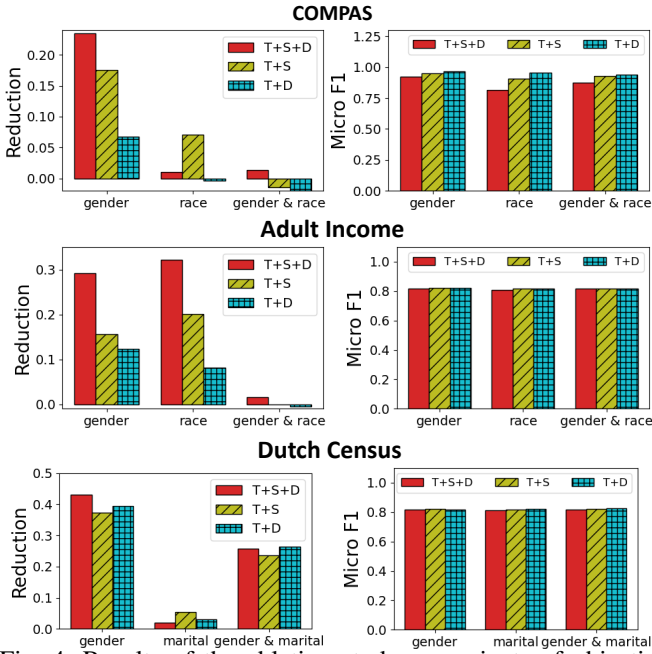 COMPAS
Reduction
0.20
0.15
0.10
0.05
0.00
T+S+D
T+S
T+D
gender race gender & race
Micro F1
1.25
1.00
0.75
0.50
0.25
0.00
T+S+D T+S T+D
gender race gender & race
Adult Income
Reduction
0.3
0.2
0.1
0.0
T+S+D
T+S
T+D
gender race gender & race
Micro F1
1.0
0.8
0.6
0.4
0.2
0.0
T+S+D T+S T+D
gender race gender & race
Dutch Census
Reduction
0.5
0.4
0.3
0.2
0.1
0.0
T+S+D
T+S
T+D
gender marital gender & marital
Micro F1
1.0
0.8
0.6
0.4
0.2
0.0
T+S+D T+S T+D
gender marital gender & marital